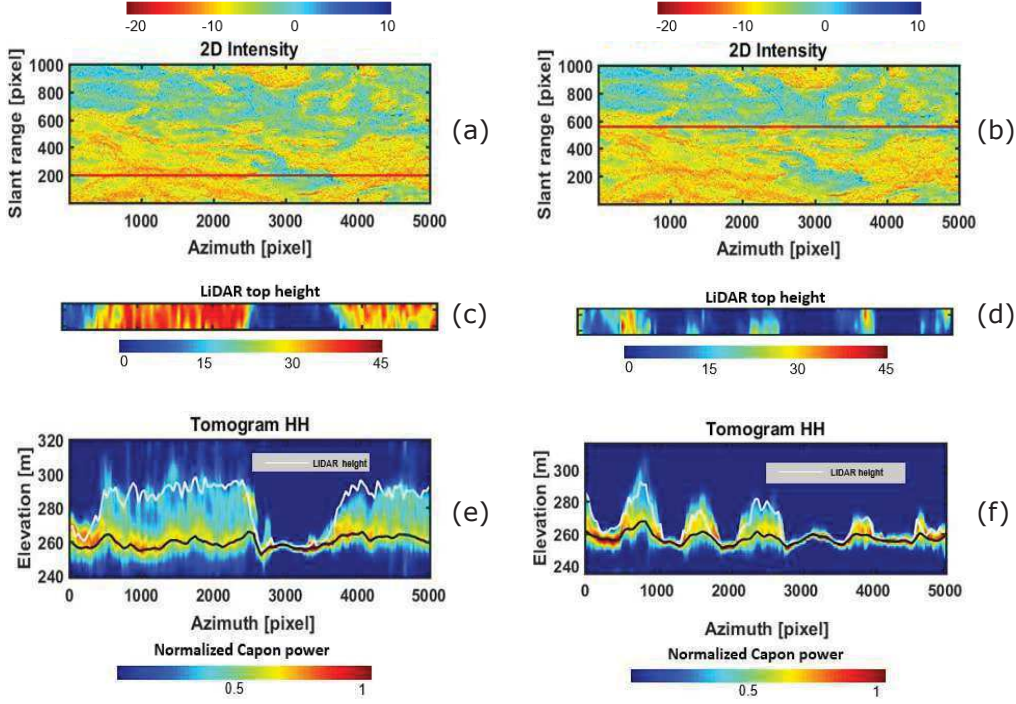 -20 -10 0 10
2D Intensity
1000
800
600
400
200
Slant range [pixel]
1000 2000 3000 4000 5000
Azimuth [pixel]
(a)
-20 -10 0 10
2D Intensity
1000
800
600
400
200
Slant range [pixel]
1000 2000 3000 4000 5000
Azimuth [pixel]
(b)
LiDAR top height
(c)
0 15 30 45
LiDAR top height
(d)
0 15 30 45
Tomogram HH
320
300
280
260
240
Elevation [m]
LIDAR height
0 1000 2000 3000 4000 5000
Azimuth [pixel]
(e)
Normalized Capon power
0.5 1
Tomogram HH
300
280
260
240
Elevation [m]
LIDAR height
0 1000 2000 3000 4000 5000
Azimuth [pixel]
(f)
Normalized Capon power
0.5 1